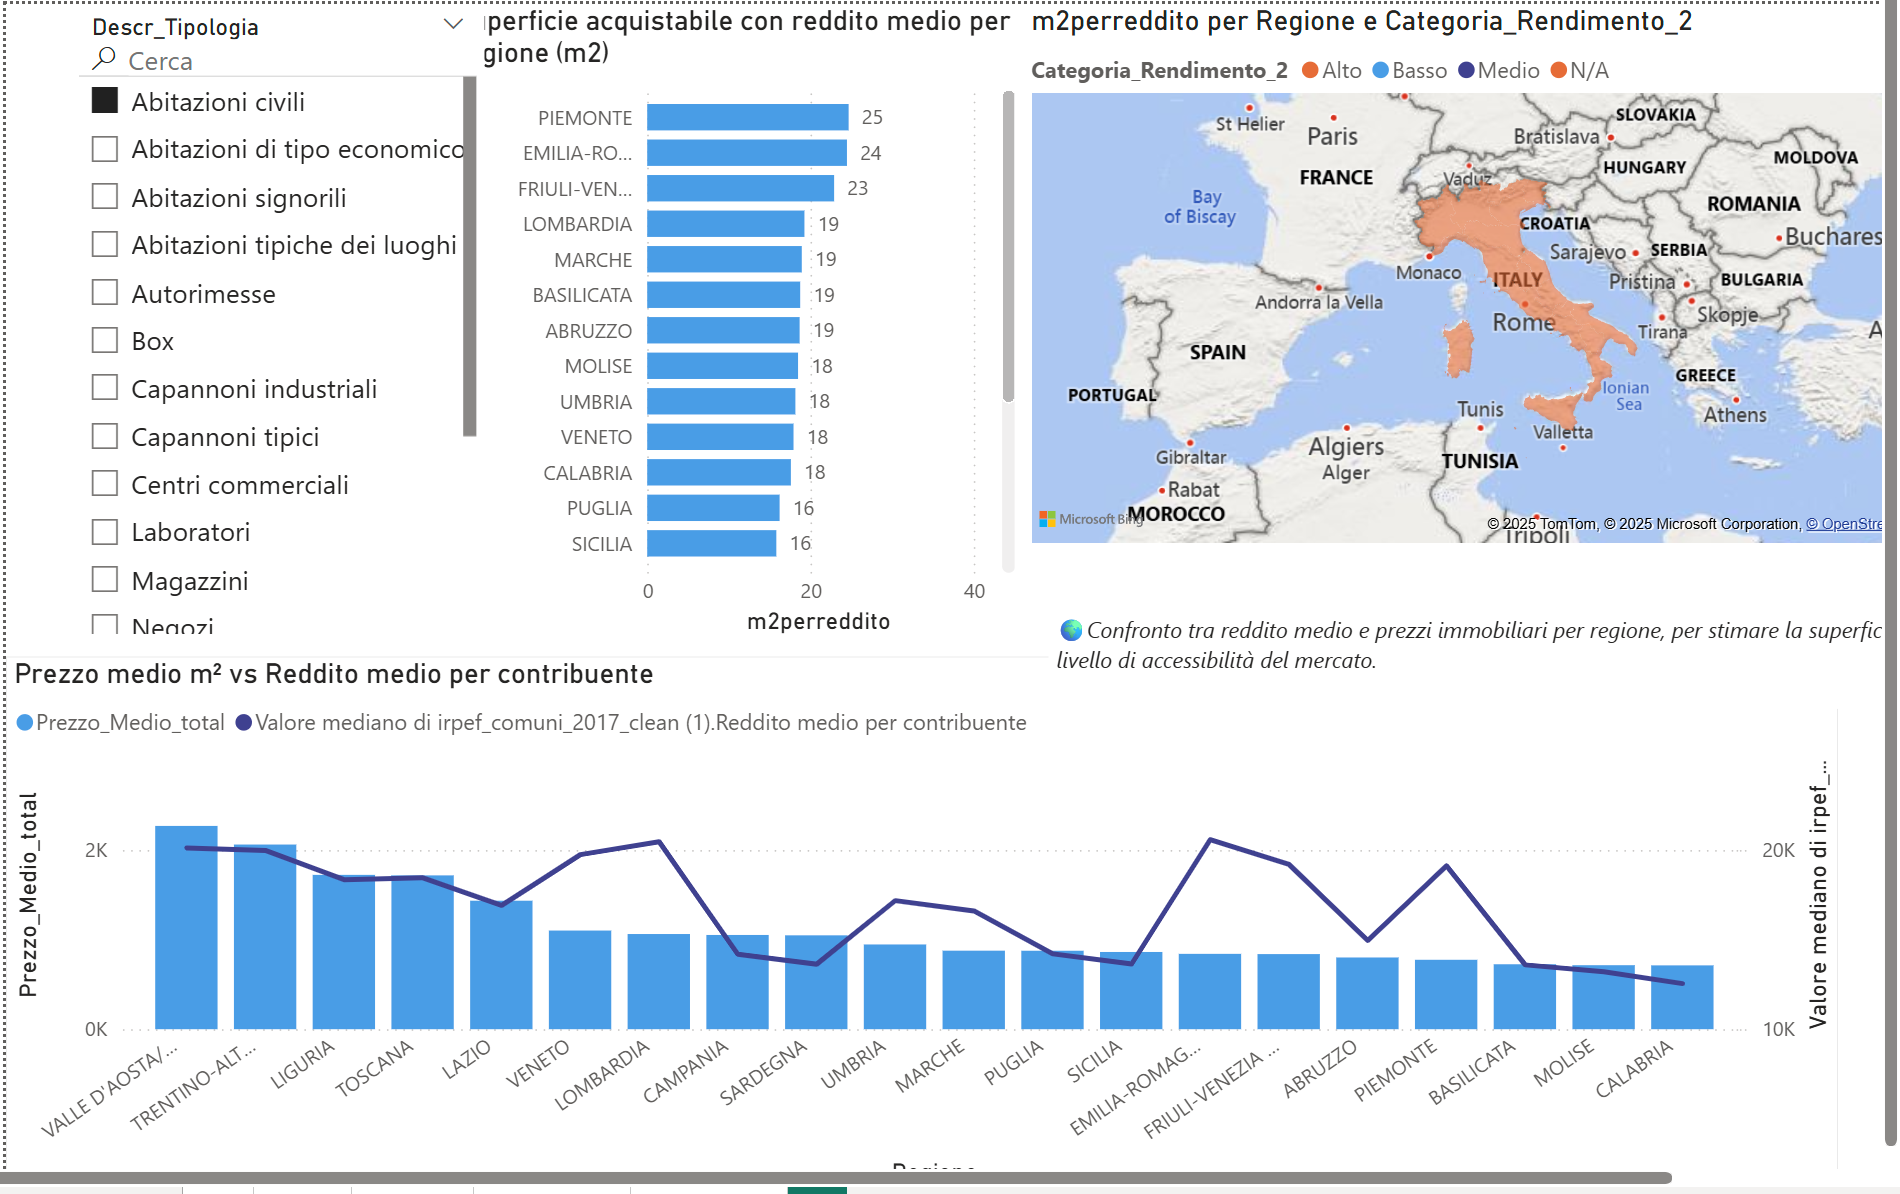 Descr_Tipologia
Cerca
Abitazioni civili
Abitazioni di tipo economico
Abitazioni signorili
Abitazioni tipiche dei luoghi
Autorimesse
Box
Capannoni industriali
Capannoni tipici
Centri commerciali
Laboratori
Magazzini
Negozi
perficie acquistabile con reddito medio per
gione (m2)
PIEMONTE 25
EMILIA-RO... 24
FRIULI-VEN... 23
LOMBARDIA 19
MARCHE 19
BASILICATA 19
ABRUZZO 19
MOLISE 18
UMBRIA 18
VENETO 18
CALABRIA 18
PUGLIA 16
SICILIA 16
0 20 40
m2perreddito
m2perreddito per Regione e Categoria_Rendimento_2
Categoria_Rendimento_2 Alto Basso Medio N/A
St Helier
Paris
FRANCE
Bay
of Biscay
Vaduz
Bratislava
SLOVAKIA
HUNGARY
MOLDOVA
ROMANIA
CROATIA
Sarajevo
SERBIA
Buchares
Pristina
BULGARIA
Skopje
Monaco
Andorra la Vella
ITALY
Rome
Tirana
SPAIN
PORTUGAL
GREECE
Ionian
Sea
Athens
A
Tunis
Valletta
Gibraltar
Algiers
Alger
TUNISIA
Rabat
MOROCCO
Tripoli
Microsoft Bing
© 2025 TomTom, © 2025 Microsoft Corporation, © OpenStre
Confronto tra reddito medio e prezzi immobiliari per regione, per stimare la superfic
livello di accessibilità del mercato.
Prezzo medio m² vs Reddito medio per contribuente
Prezzo_Medio_total Valore mediano di irpef_comuni_2017_clean (1).Reddito medio per contribuente
Prezzo_Medio_total
2K
0K
20K
10K
Valore mediano di irpef_...
VALLE D'AOSTA/...
TRENTINO-ALT...
LIGURIA
TOSCANA
LAZIO
VENETO
LOMBARDIA
CAMPANIA
SARDEGNA
UMBRIA
MARCHE
PUGLIA
SICILIA
EMILIA-ROMAG...
FRIULI-VENEZIA ...
ABRUZZO
PIEMONTE
BASILICATA
MOLISE
CALABRIA
Regione